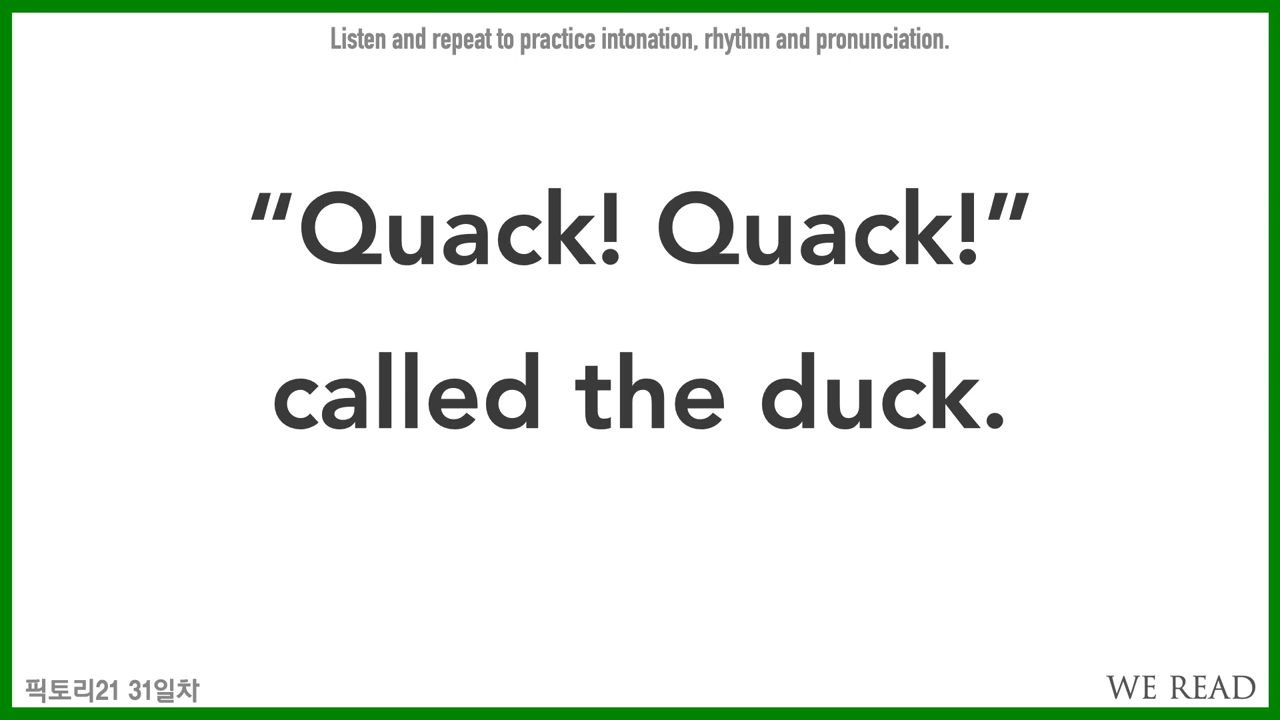 Listen and repeat to practice intonation, rhythm and pronunciation.
“Quack! Quack!”
called the duck.
픽토리21 31일차
WE READ